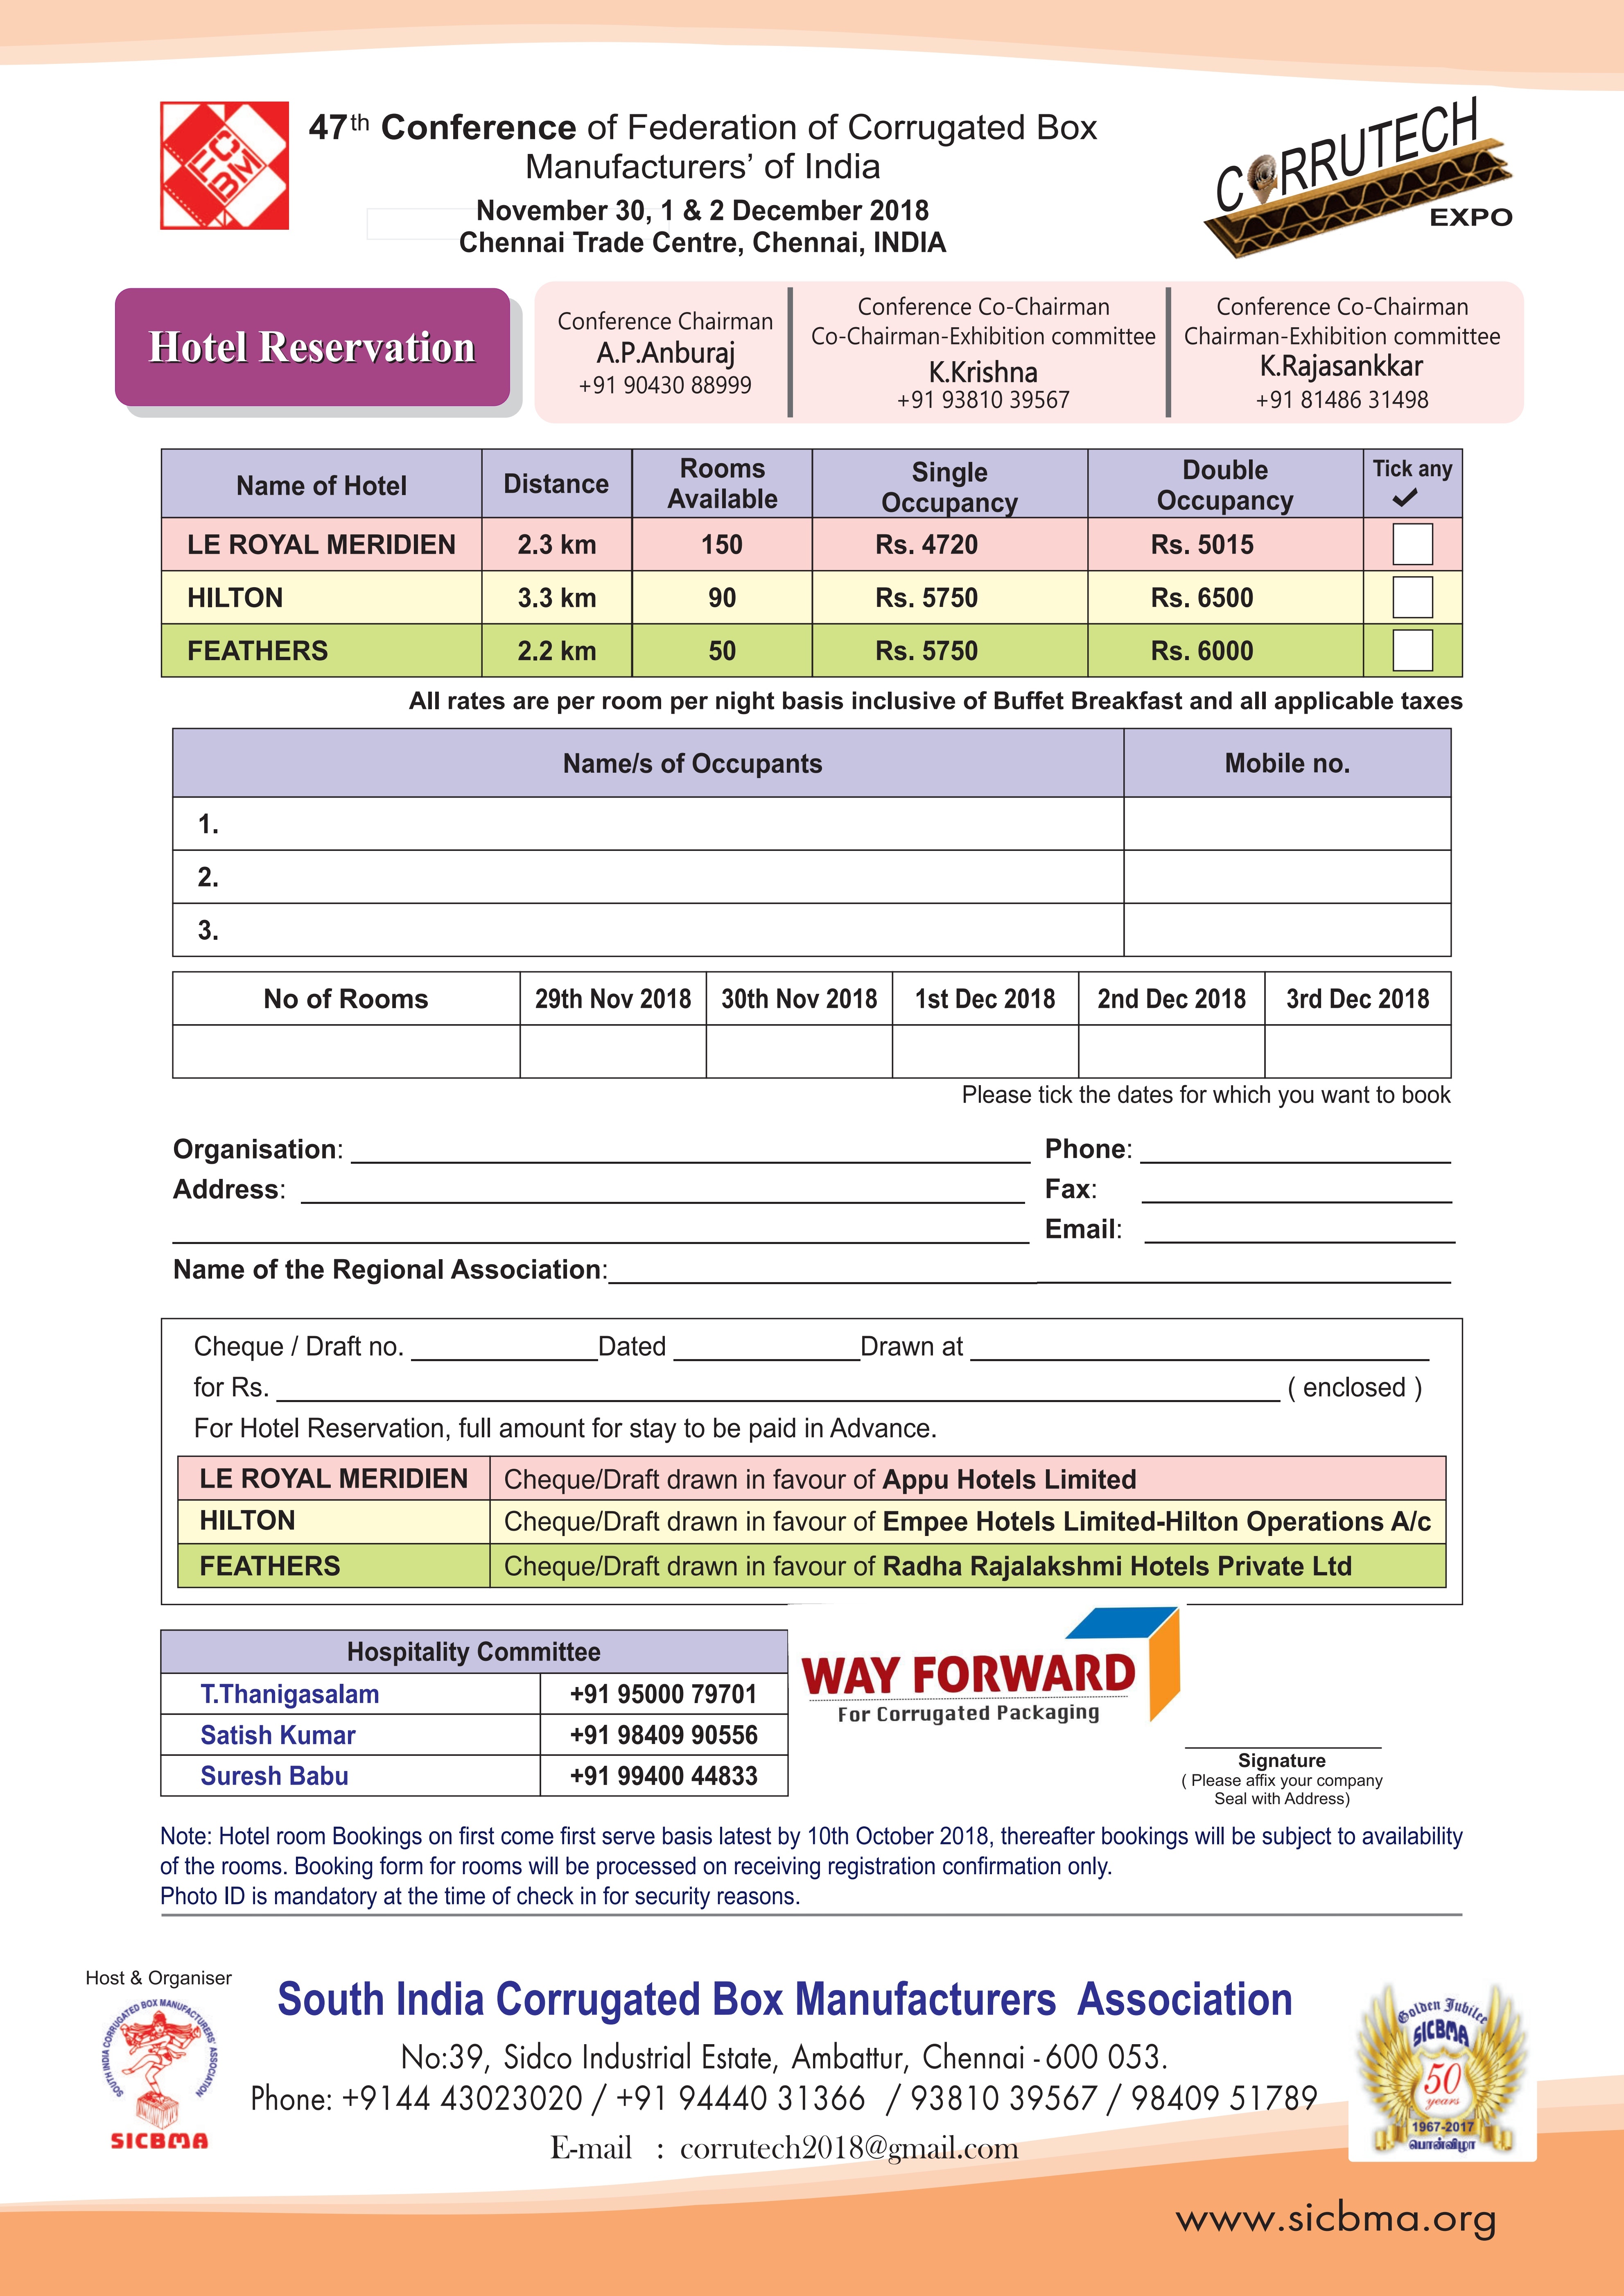 FCBM
47th Conference of Federation of Corrugated Box
Manufacturers’ of India
November 30, 1 & 2 December 2018
Chennai Trade Centre, Chennai, INDIA
CORRUTECH
EXPO
Hotel Reservation
Conference Chairman
A.P.Anburaj
+91 90430 88999
Conference Co-Chairman
Co-Chairman-Exhibition committee
K.Krishna
+91 93810 39567
Conference Co-Chairman
Chairman-Exhibition committee
K.Rajasankkar
+91 81486 31498
Name of Hotel Distance Rooms Available Single Occupancy Double Occupancy Tick any ✓
LE ROYAL MERIDIEN 2.3 km 150 Rs. 4720 Rs. 5015
HILTON 3.3 km 90 Rs. 5750 Rs. 6500
FEATHERS 2.2 km 50 Rs. 5750 Rs. 6000
All rates are per room per night basis inclusive of Buffet Breakfast and all applicable taxes
Name/s of Occupants Mobile no.
1.
2.
3.
No of Rooms 29th Nov 2018 30th Nov 2018 1st Dec 2018 2nd Dec 2018 3rd Dec 2018
Please tick the dates for which you want to book
Organisation: Phone:
Address: Fax:
Email:
Name of the Regional Association:
Cheque / Draft no. Dated Drawn at
for Rs. ( enclosed )
For Hotel Reservation, full amount for stay to be paid in Advance.
LE ROYAL MERIDIEN Cheque/Draft drawn in favour of Appu Hotels Limited
HILTON Cheque/Draft drawn in favour of Empee Hotels Limited-Hilton Operations A/c
FEATHERS Cheque/Draft drawn in favour of Radha Rajalakshmi Hotels Private Ltd
Hospitality Committee
T.Thanigasalam +91 95000 79701
Satish Kumar +91 98409 90556
Suresh Babu +91 99400 44833
WAY FORWARD
For Corrugated Packaging
Signature
( Please affix your company
Seal with Address)
Note: Hotel room Bookings on first come first serve basis latest by 10th October 2018, thereafter bookings will be subject to availability
of the rooms. Booking form for rooms will be processed on receiving registration confirmation only.
Photo ID is mandatory at the time of check in for security reasons.
Host & Organiser
SOUTH INDIA CORRUGATED BOX MANUFACTURERS' ASSOCIATION
SICBMA
South India Corrugated Box Manufacturers Association
No:39, Sidco Industrial Estate, Ambattur, Chennai - 600 053.
Phone: +9144 43023020 / +91 94440 31366 / 93810 39567 / 98409 51789
E-mail : corrutech2018@gmail.com
Golden Jubilee
SICBMA
50
years
1967-2017
பொன்விழா
www.sicbma.org